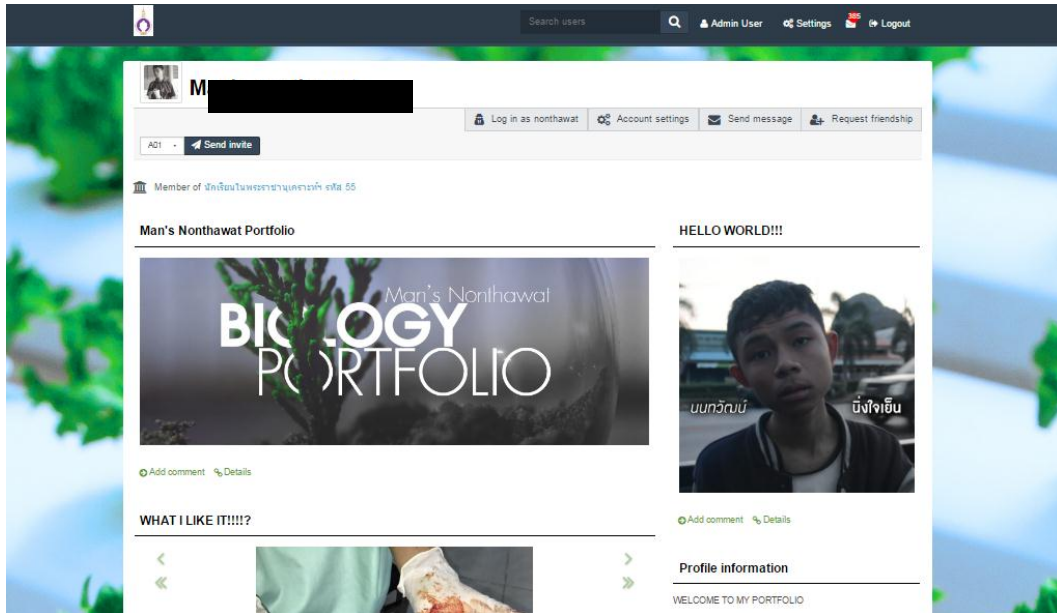 Search users
Admin User
Settings
385
Logout
Log in as nonthawat
Account settings
Send message
Request friendship
A01
Send invite
Member of นักเรียนในพระราชานุเคราะห์ฯ รหัส 55
Man's Nonthawat Portfolio
Man's Nonthawat
BIOLOGY
PORTFOLIO
Add comment
Details
WHAT I LIKE IT!!!!?
HELLO WORLD!!!
นนทวัฒน์
นิ่งใจเย็น
Add comment
Details
Profile information
WELCOME TO MY PORTFOLIO